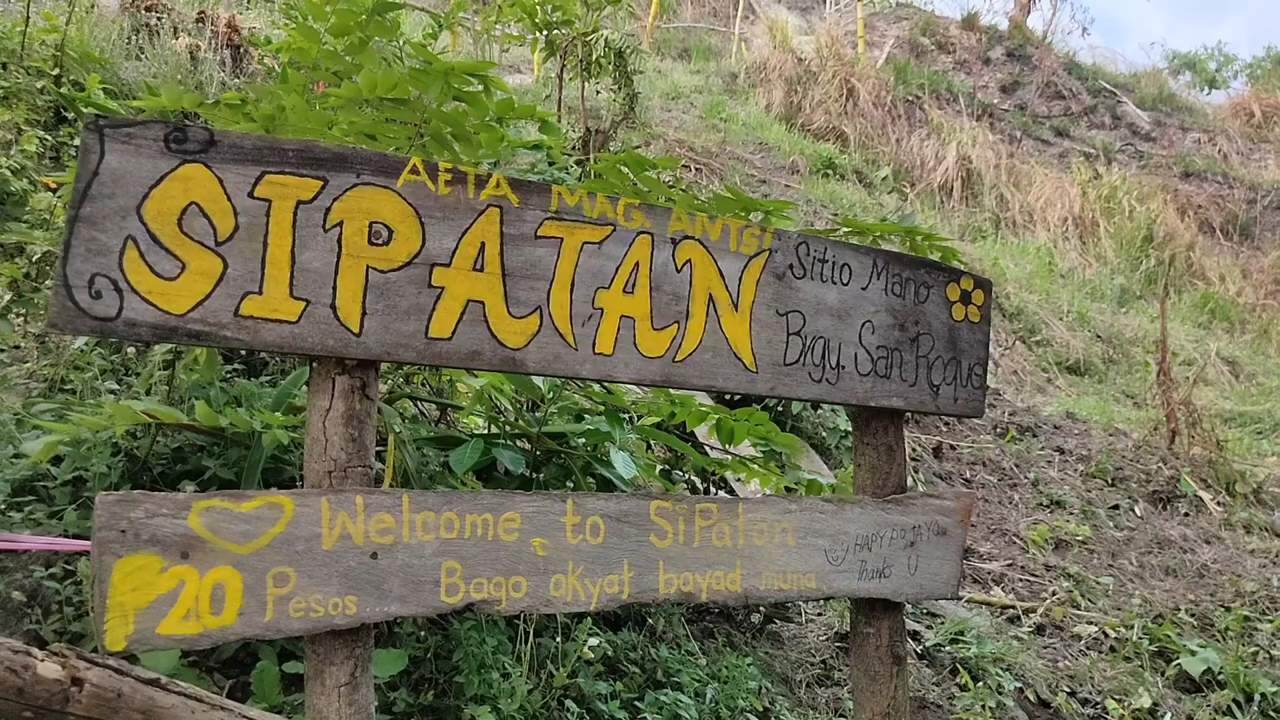 AETA MAG. ANTSI
SIPATAN
Sitio Mano
Brgy. San Roque
Welcome to SiPatan
₱20 Pesos... Bago akyat bayad muna
HAPY PO TAYO
Thanks